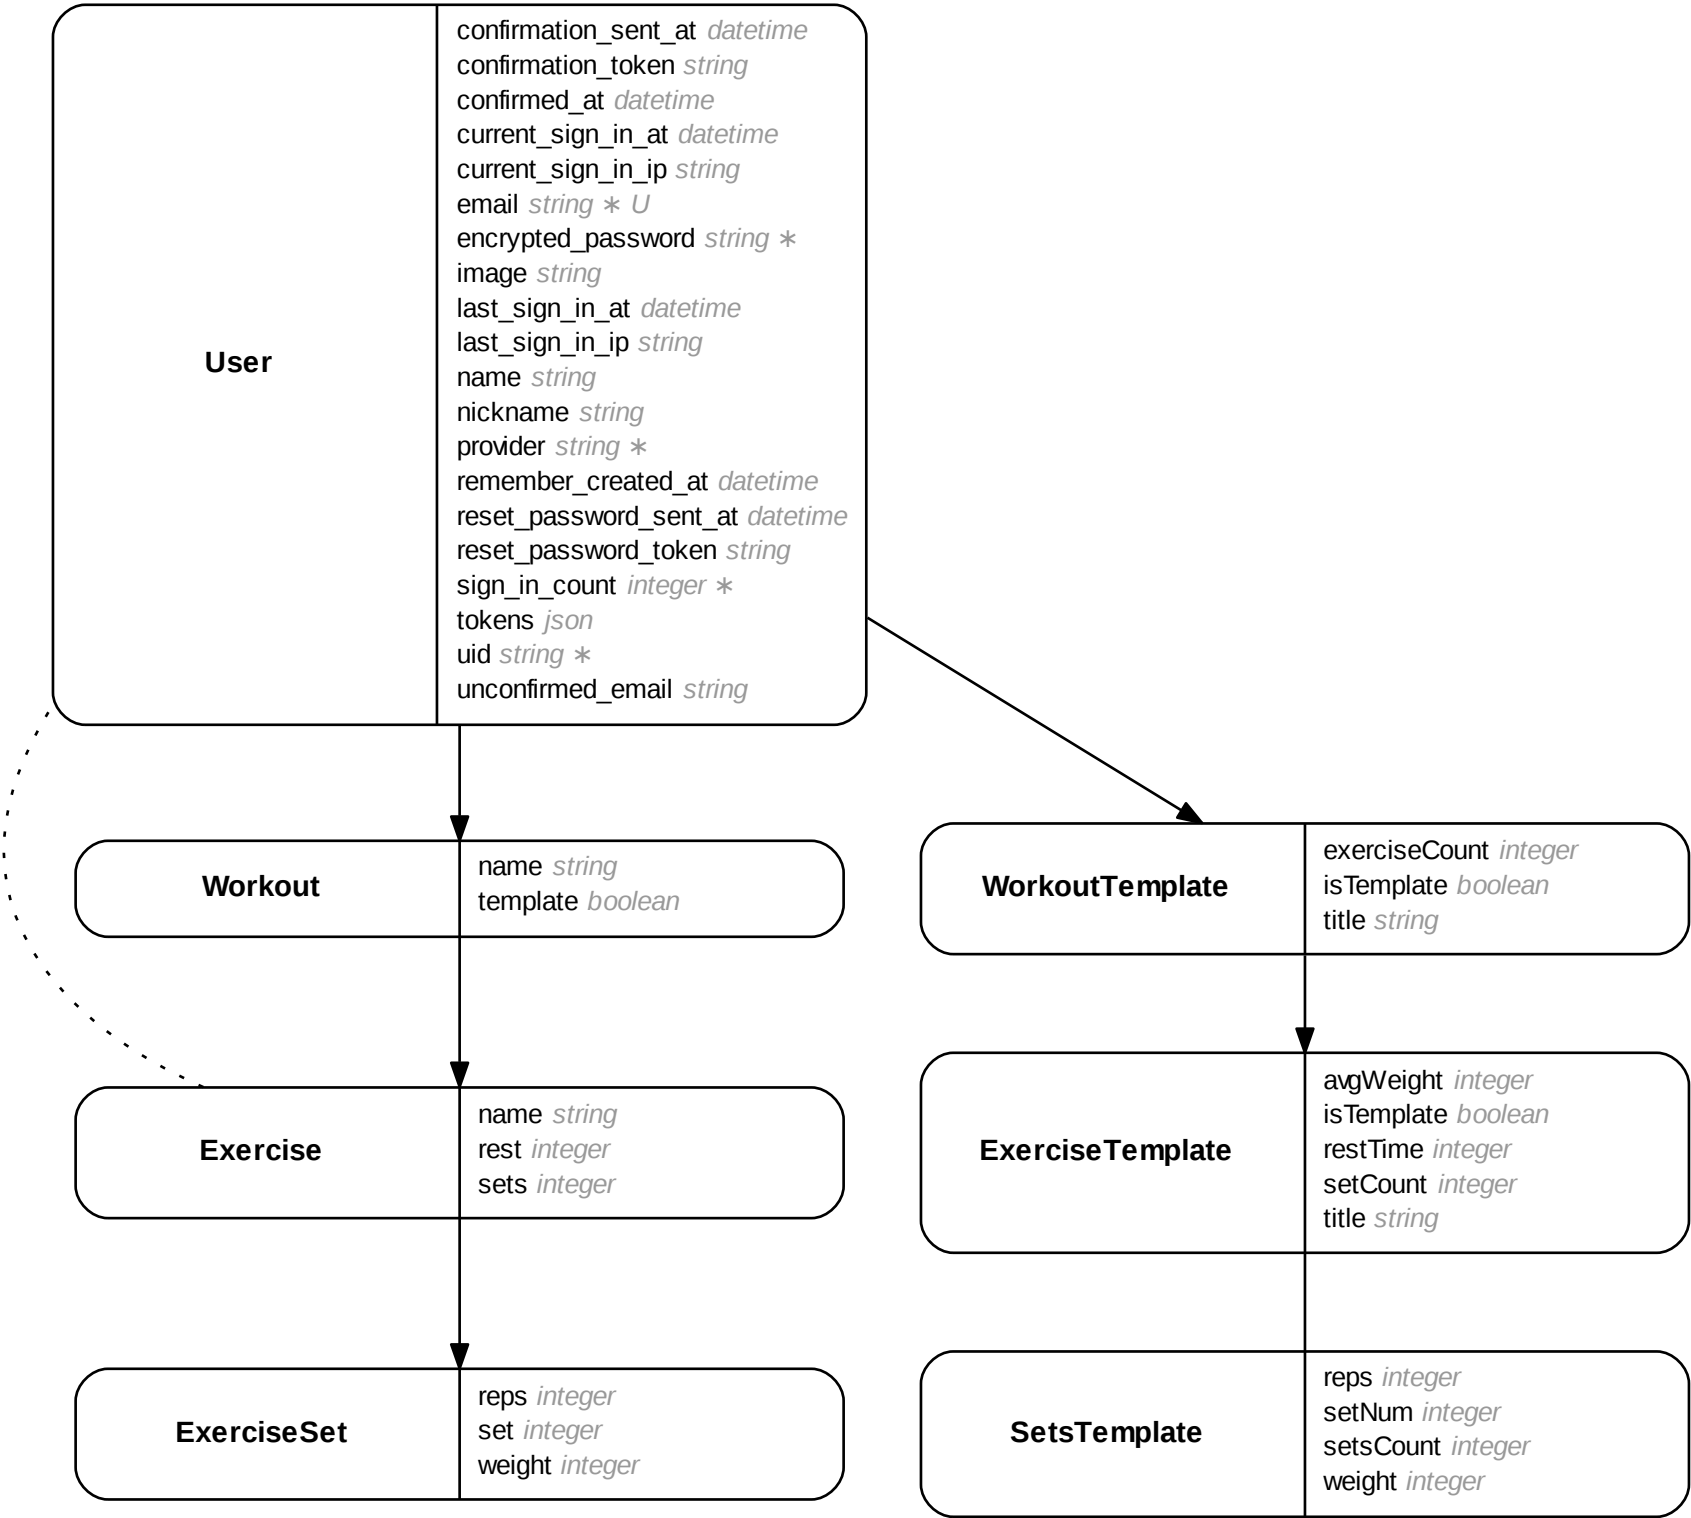 User
confirmation_sent_at datetime
confirmation_token string
confirmed_at datetime
current_sign_in_at datetime
current_sign_in_ip string
email string ∗ U
encrypted_password string ∗
image string
last_sign_in_at datetime
last_sign_in_ip string
name string
nickname string
provider string ∗
remember_created_at datetime
reset_password_sent_at datetime
reset_password_token string
sign_in_count integer ∗
tokens json
uid string ∗
unconfirmed_email string
Workout
name string
template boolean
WorkoutTemplate
exerciseCount integer
isTemplate boolean
title string
Exercise
name string
rest integer
sets integer
ExerciseTemplate
avgWeight integer
isTemplate boolean
restTime integer
setCount integer
title string
ExerciseSet
reps integer
set integer
weight integer
SetsTemplate
reps integer
setNum integer
setsCount integer
weight integer